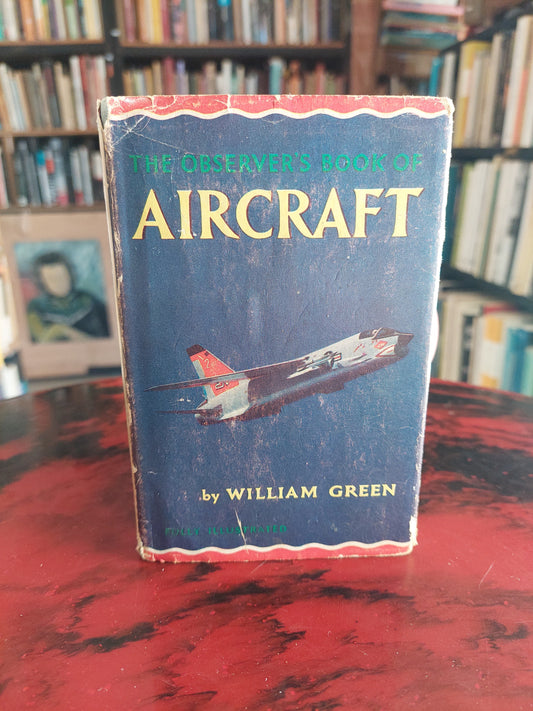 THE OBSERVER'S BOOK OF
AIRCRAFT
by WILLIAM GREEN
FULLY ILLUSTRATED